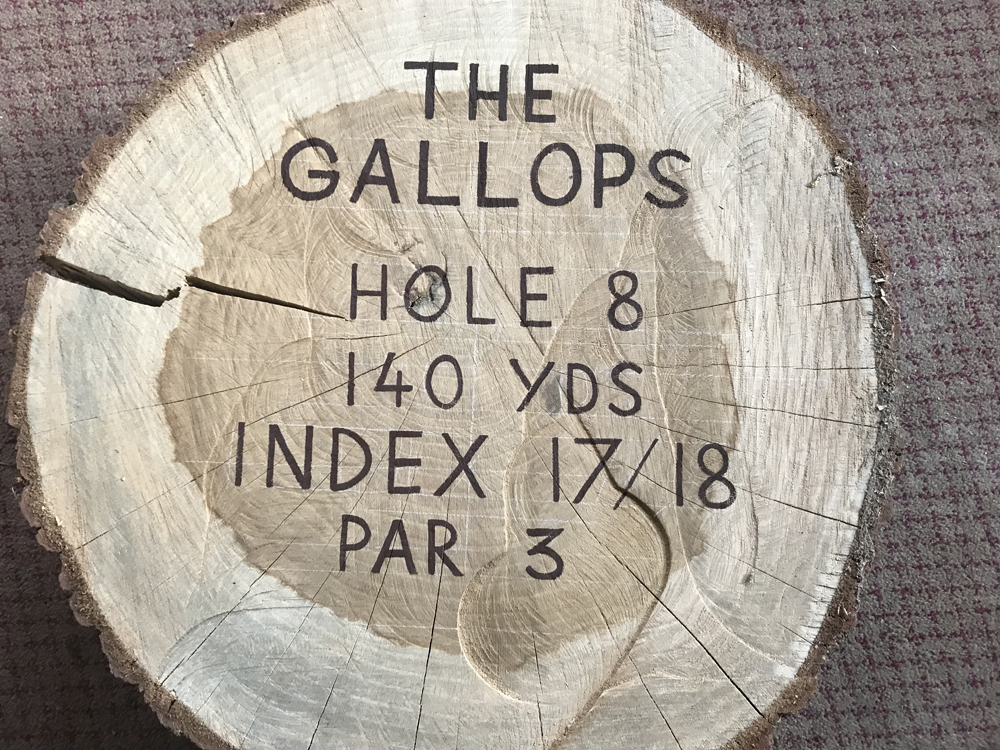 THE
GALLOPS
HOLE 8
140 YDS
INDEX 17/18
PAR 3